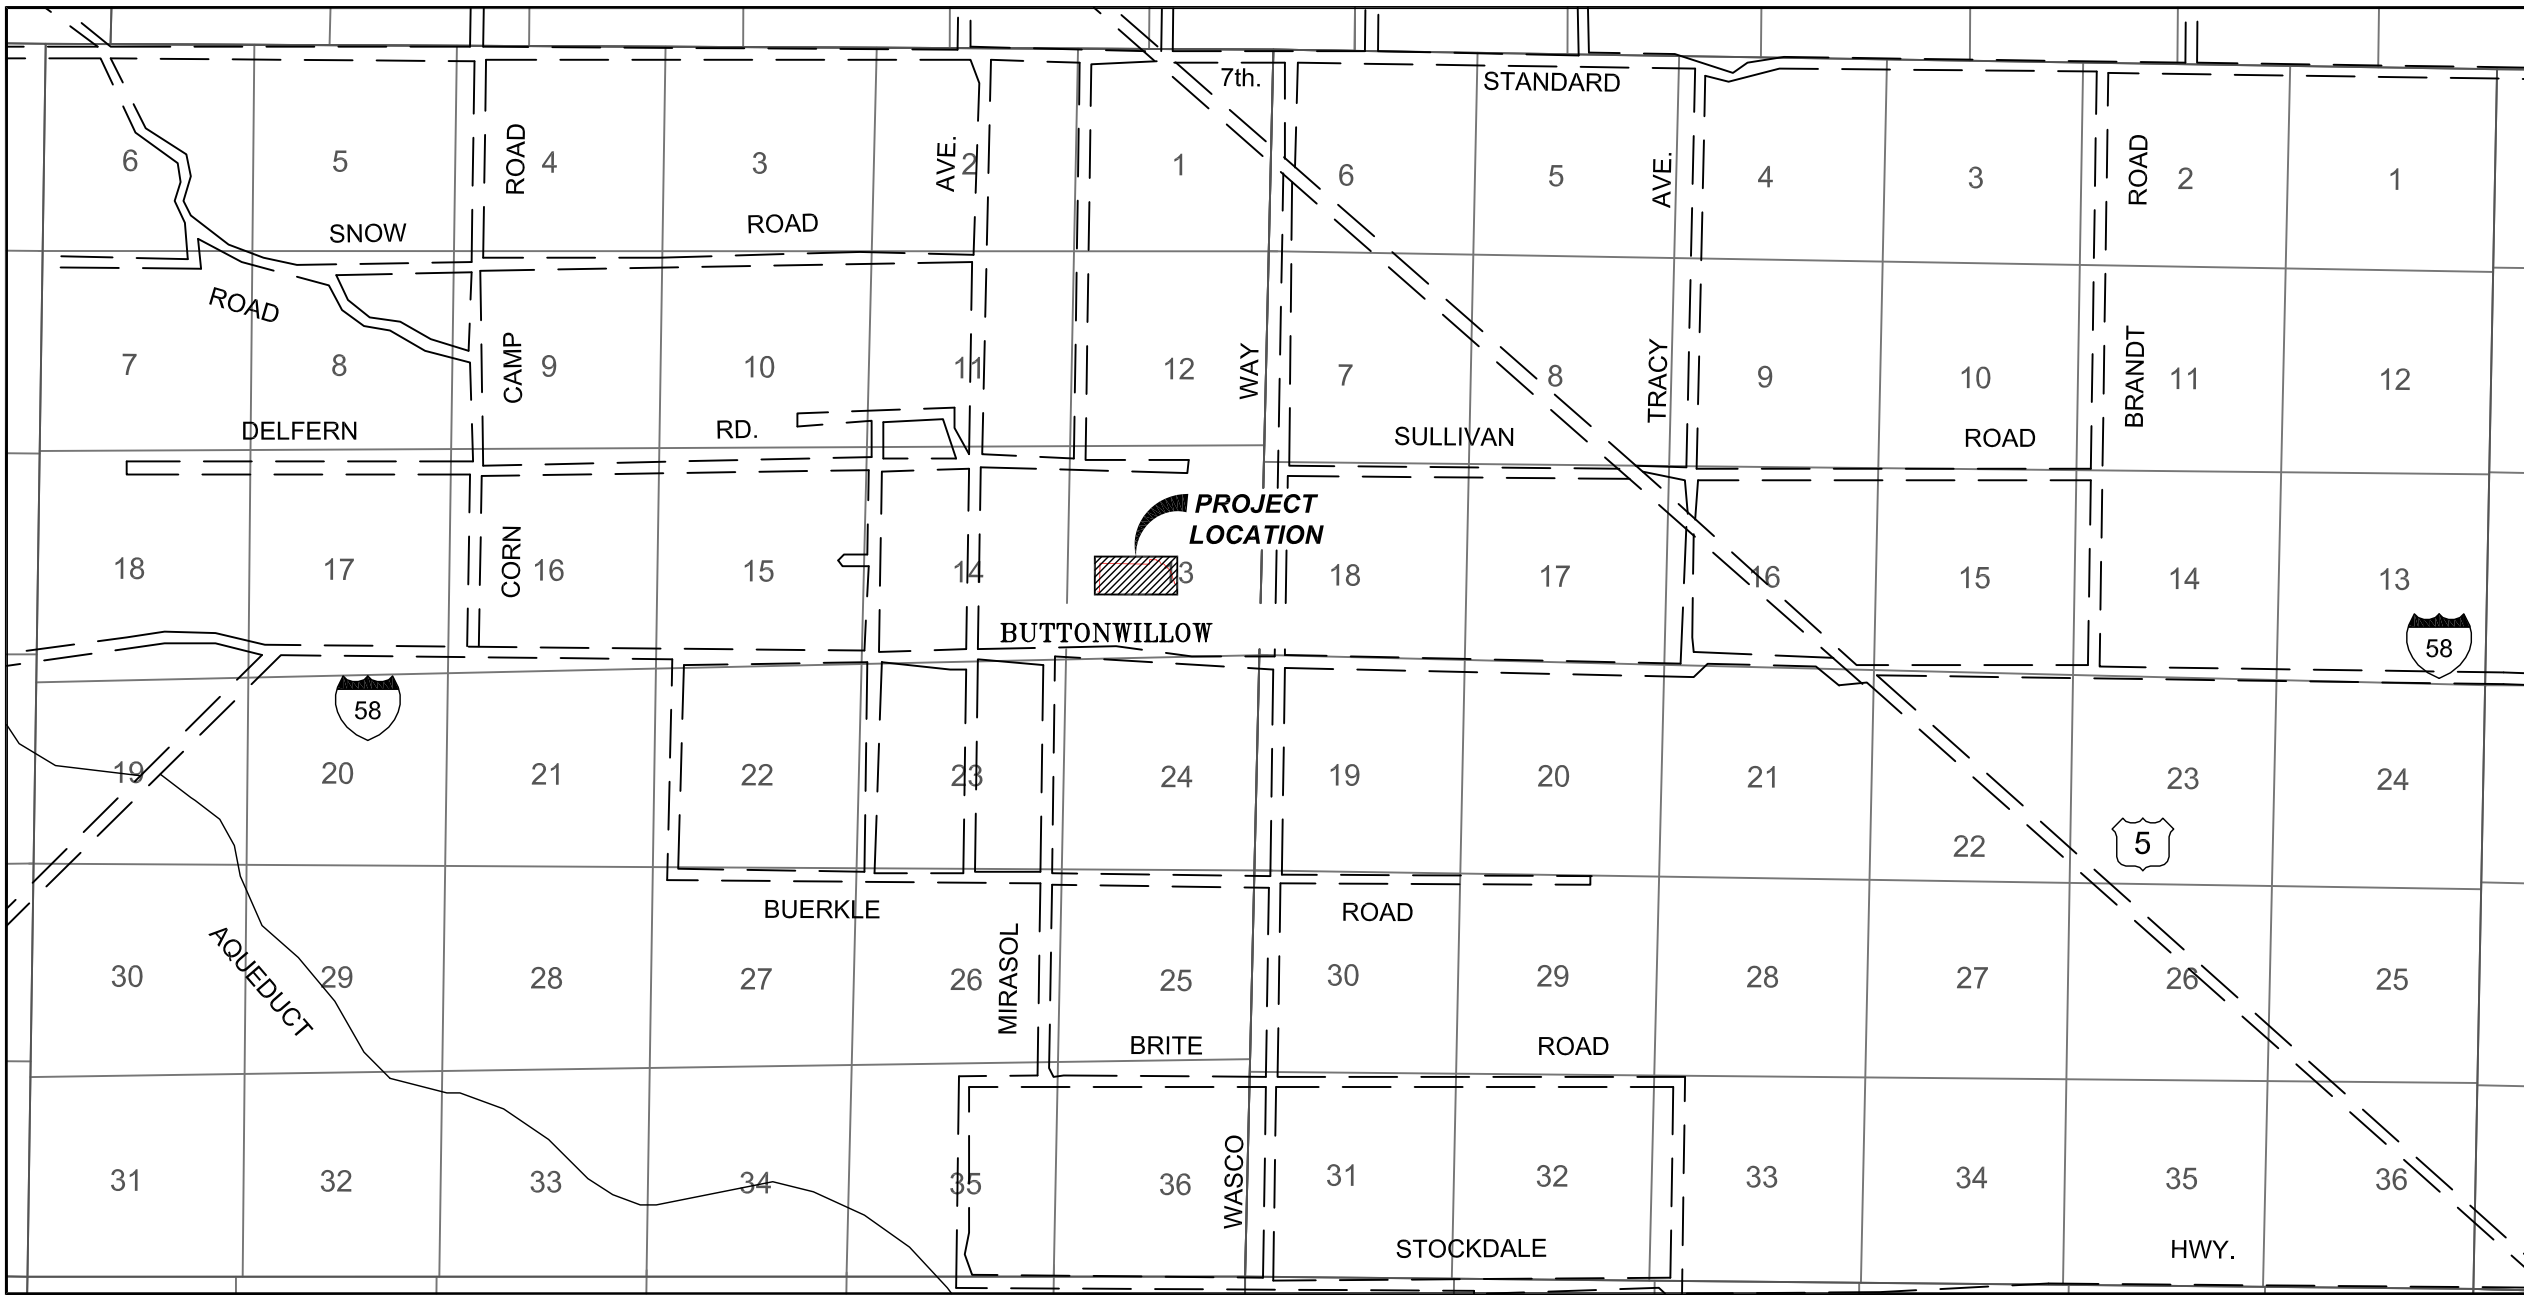 7th.
STANDARD
6
5
ROAD
4
3
AVE.
2
1
6
5
AVE.
4
3
ROAD
2
1
SNOW
ROAD
ROAD
7
8
CAMP
9
10
11
12
WAY
7
8
TRACY
9
10
BRANDT
11
12
DELFERN
RD.
SULLIVAN
ROAD
PROJECT
LOCATION
18
17
CORN
16
15
14
13
18
17
16
15
14
13
BUTTONWILLOW
58
58
19
20
21
22
23
24
19
20
21
22
23
24
5
BUERKLE
ROAD
AQUEDUCT
30
29
28
27
26
MIRASOL
25
30
29
28
27
26
25
BRITE
ROAD
31
32
33
34
35
36
WASCO
31
32
33
34
35
36
STOCKDALE
HWY.